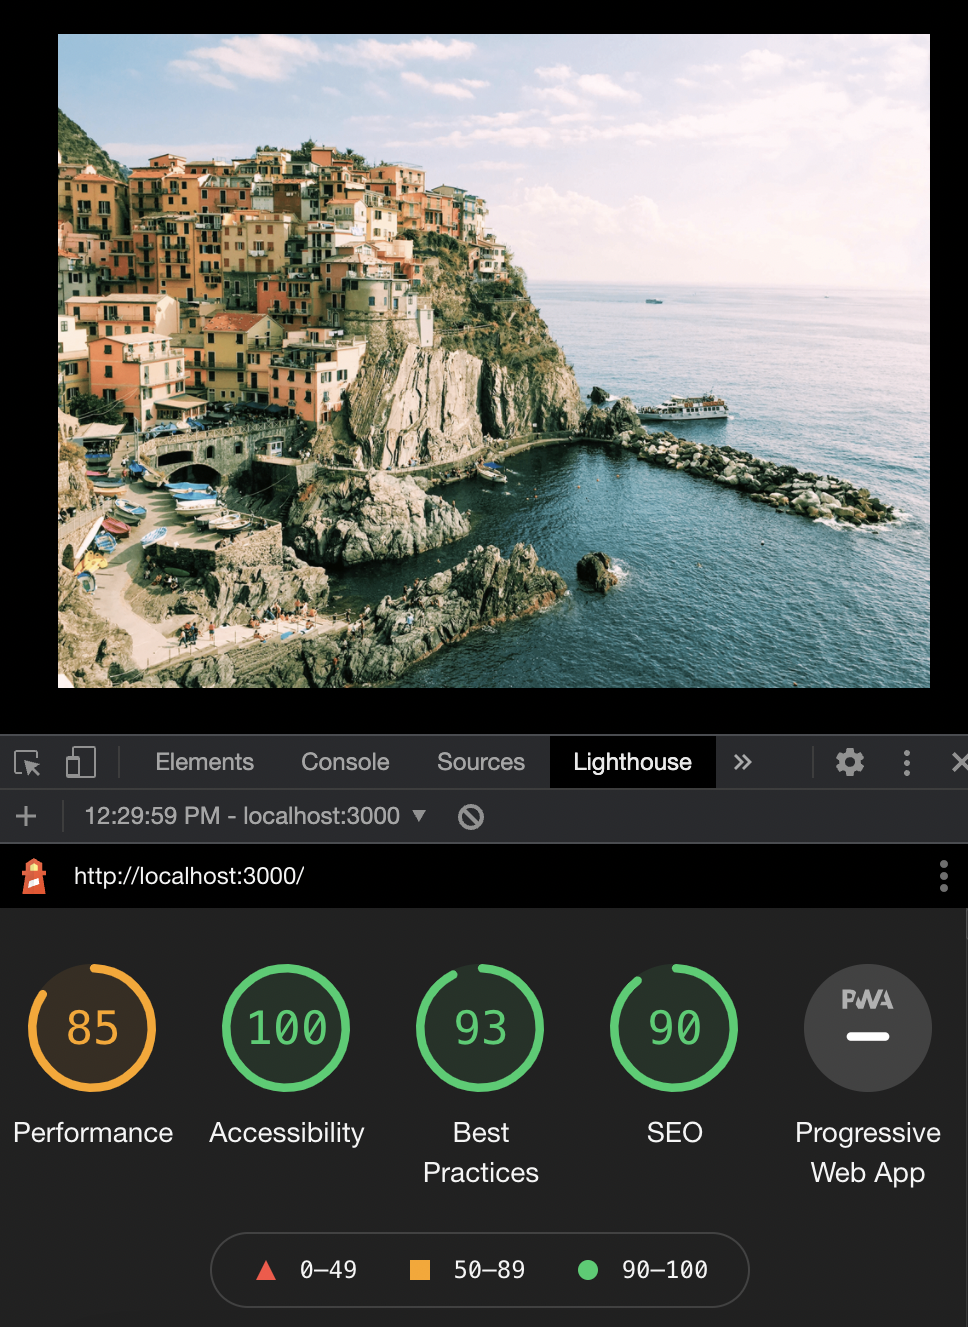 Elements Console Sources Lighthouse »
+ 12:29:59 PM - localhost:3000 ▼
http://localhost:3000/
85 100 93 90 PWA
Performance Accessibility Best Practices SEO Progressive Web App
0–49 50–89 90–100